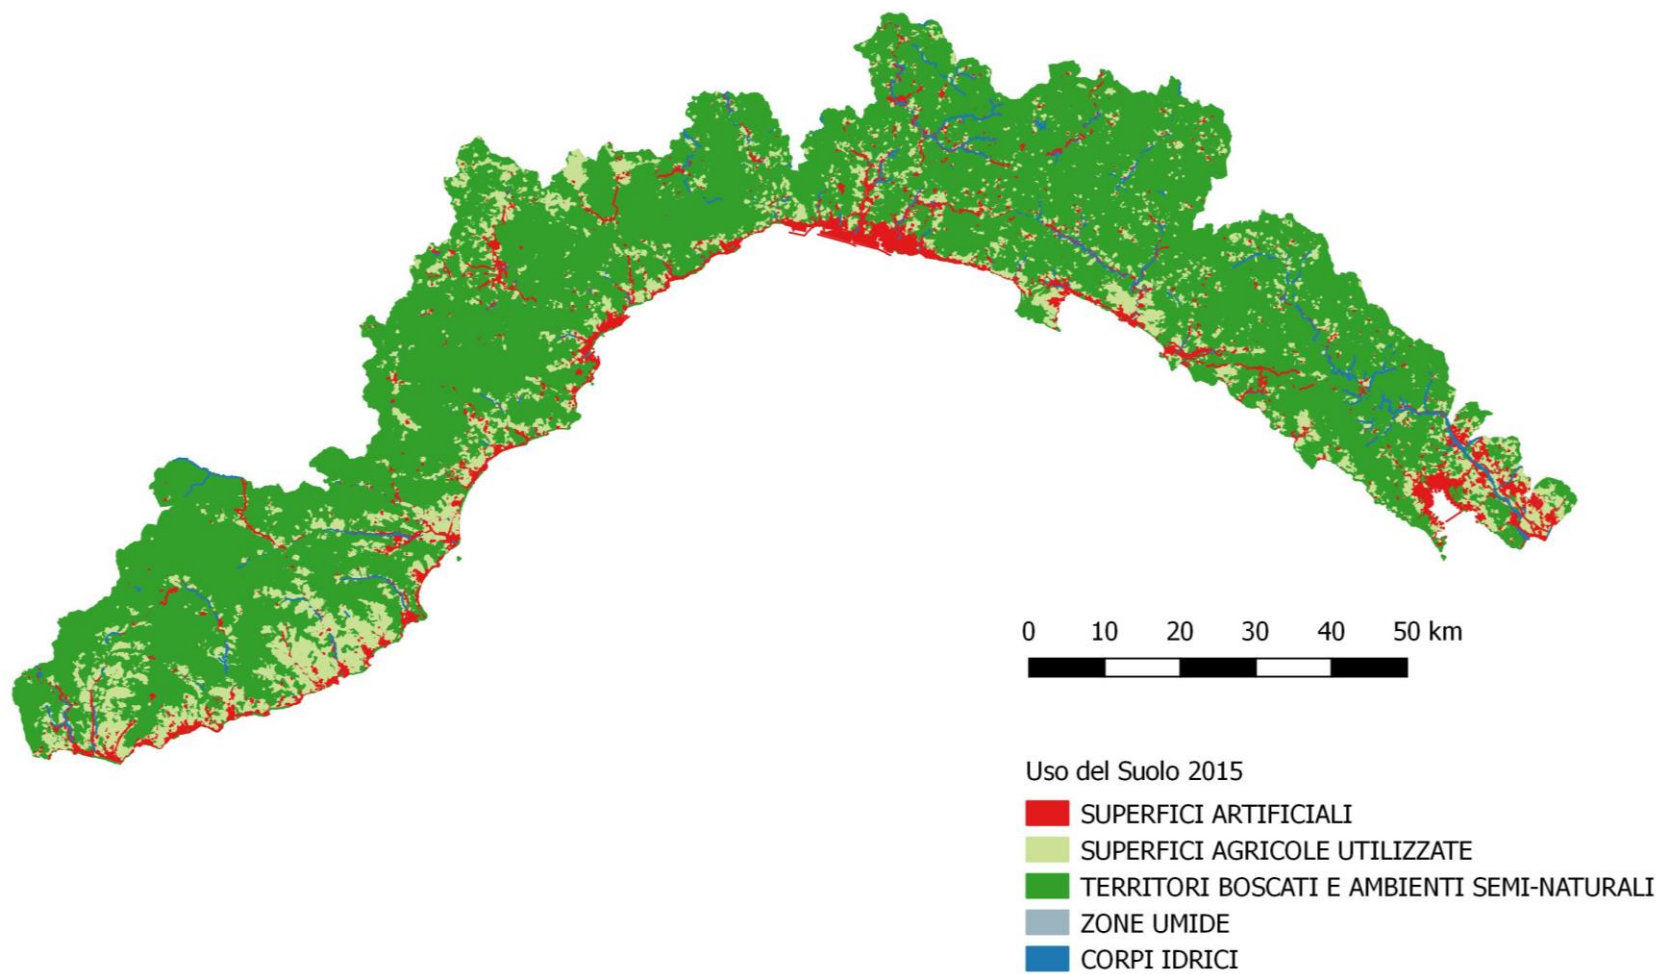 0 10 20 30 40 50 km
Uso del Suolo 2015
SUPERFICI ARTIFICIALI
SUPERFICI AGRICOLE UTILIZZATE
TERRITORI BOSCATI E AMBIENTI SEMI-NATURALI
ZONE UMIDE
CORPI IDRICI